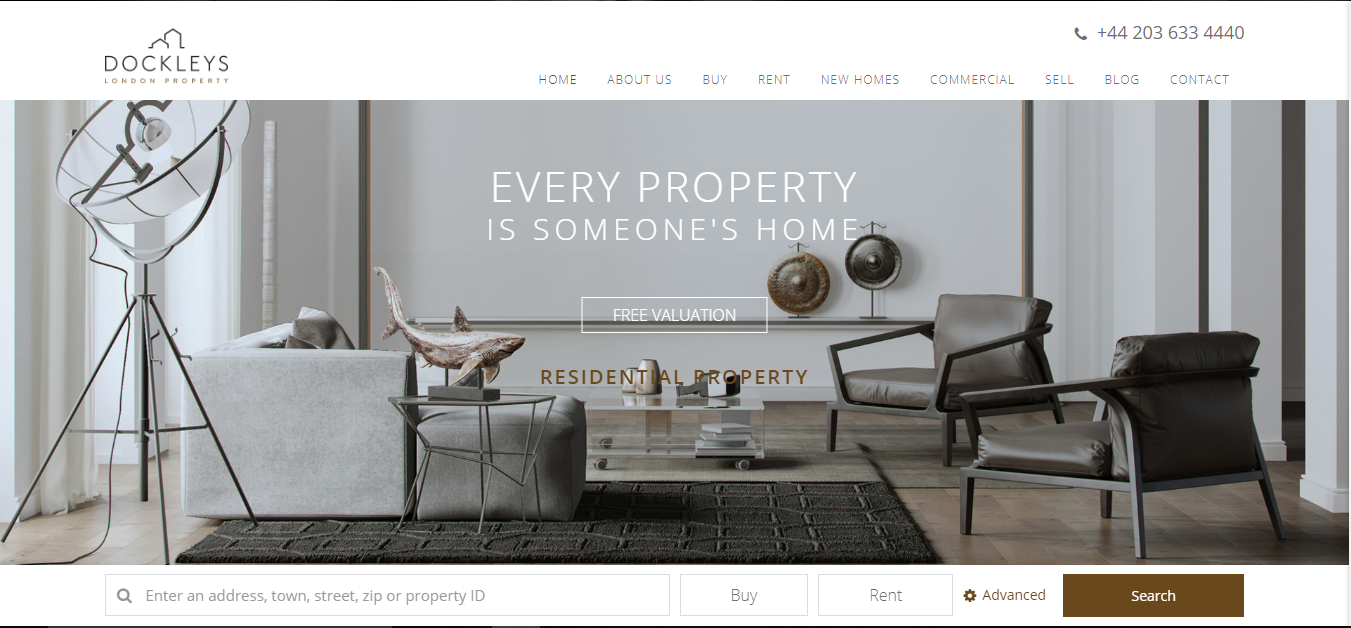 DOCKLEYS
LONDON PROPERTY
+44 203 633 4440
HOME ABOUT US BUY RENT NEW HOMES COMMERCIAL SELL BLOG CONTACT
EVERY PROPERTY
IS SOMEONE'S HOME
FREE VALUATION
RESIDENTIAL PROPERTY
Enter an address, town, street, zip or property ID Buy Rent Advanced Search